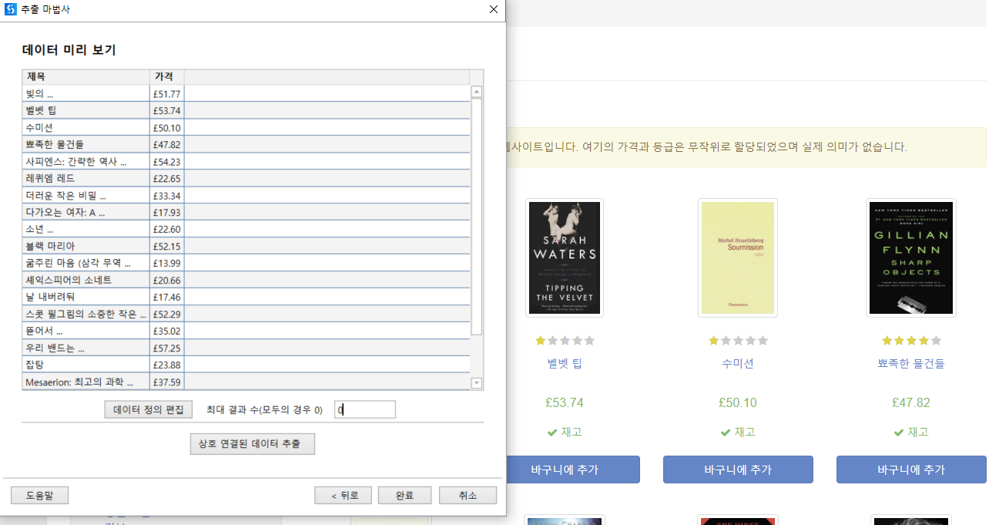 추출 마법사
데이터 미리 보기
제목 가격
빛의 ... £51.77
벨벳 팁 £53.74
수미션 £50.10
뾰족한 물건들 £47.82
사피엔스: 간략한 역사 ... £54.23
레퀴엠 레드 £22.65
더러운 작은 비밀 ... £33.34
다가오는 여자: A ... £17.93
소년 ... £22.60
블랙 마리아 £52.15
굶주린 마음 (삼각 무역 ... £13.99
셰익스피어의 소네트 £20.66
날 내버려둬 £17.46
스콧 필그림의 소중한 작은 ... £52.29
뜯어서 ... £35.02
우리 밴드는 ... £57.25
잡탕 £23.88
Mesaerion: 최고의 과학 ... £37.59
데이터 정의 편집 최대 결과 수(모두의 경우 0) 0
상호 연결된 데이터 추출
도움말 < 뒤로 완료 취소
웹사이트입니다. 여기의 가격과 등급은 무작위로 할당되었으며 실제 의미가 없습니다.
SARAH
WATERS
TIPPING
THE VELVET
벨벳 팁
£53.74
재고
바구니에 추가
Michel Houellebecq
Soumission
Flammarion
수미션
£50.10
재고
바구니에 추가
NEW YORK TIMES BESTSELLER
GILLIAN
FLYNN
SHARP
OBJECTS
뾰족한 물건들
£47.82
재고
바구니에 추가